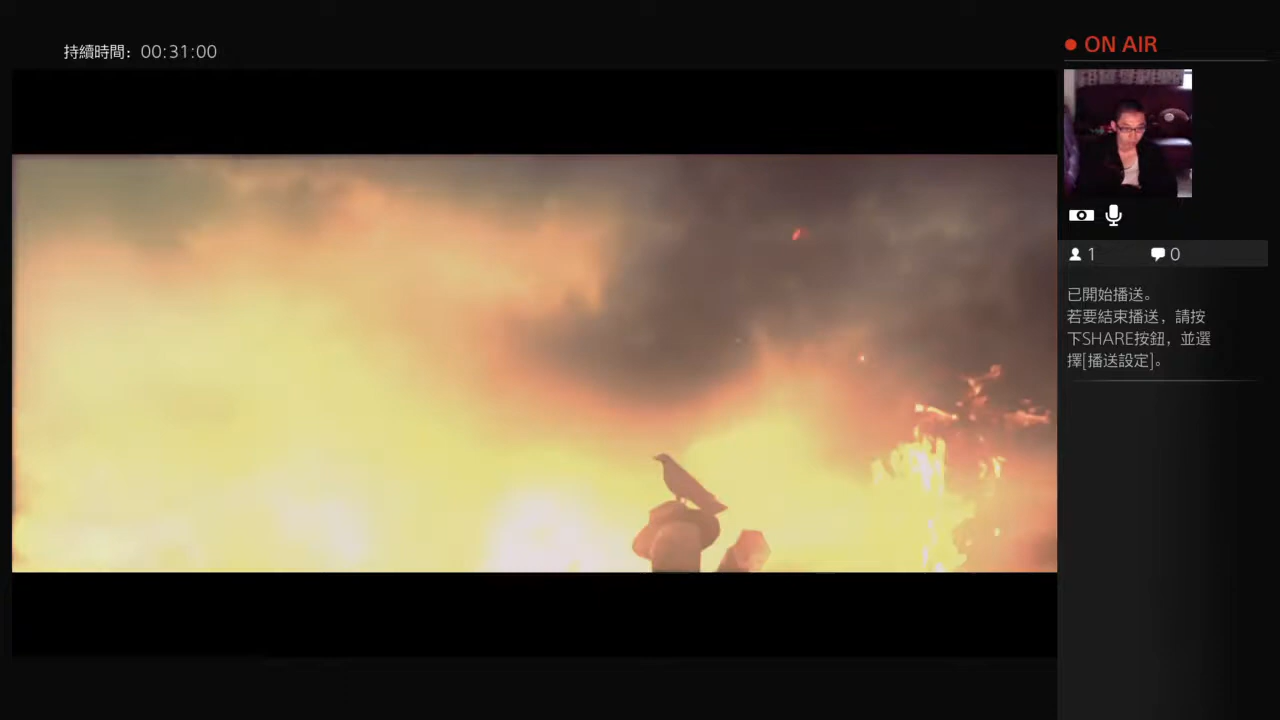 持續時間：00:31:00
ON AIR
1 0
已開始播送。
若要結束播送，請按
下SHARE按鈕，並選
擇[播送設定]。